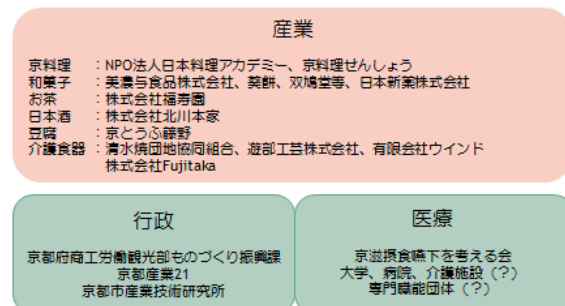 産業
京料理　：NPO法人日本料理アカデミー、京料理せんしょう
和菓子　：美濃与食品株式会社、葵餅、双鳩堂等、日本新薬株式会社
お茶　　：株式会社福寿園
日本酒　：株式会社北川本家
豆腐　　：京とうふ藤野
介護食器：清水焼団地協同組合、遊部工芸株式会社、有限会社ウインド
株式会社Fujitaka
行政
京都府商工労働観光部ものづくり振興課
京都産業21
京都市産業技術研究所
医療
京滋摂食嚥下を考える会
大学、病院、介護施設（？）
専門職能団体（？）